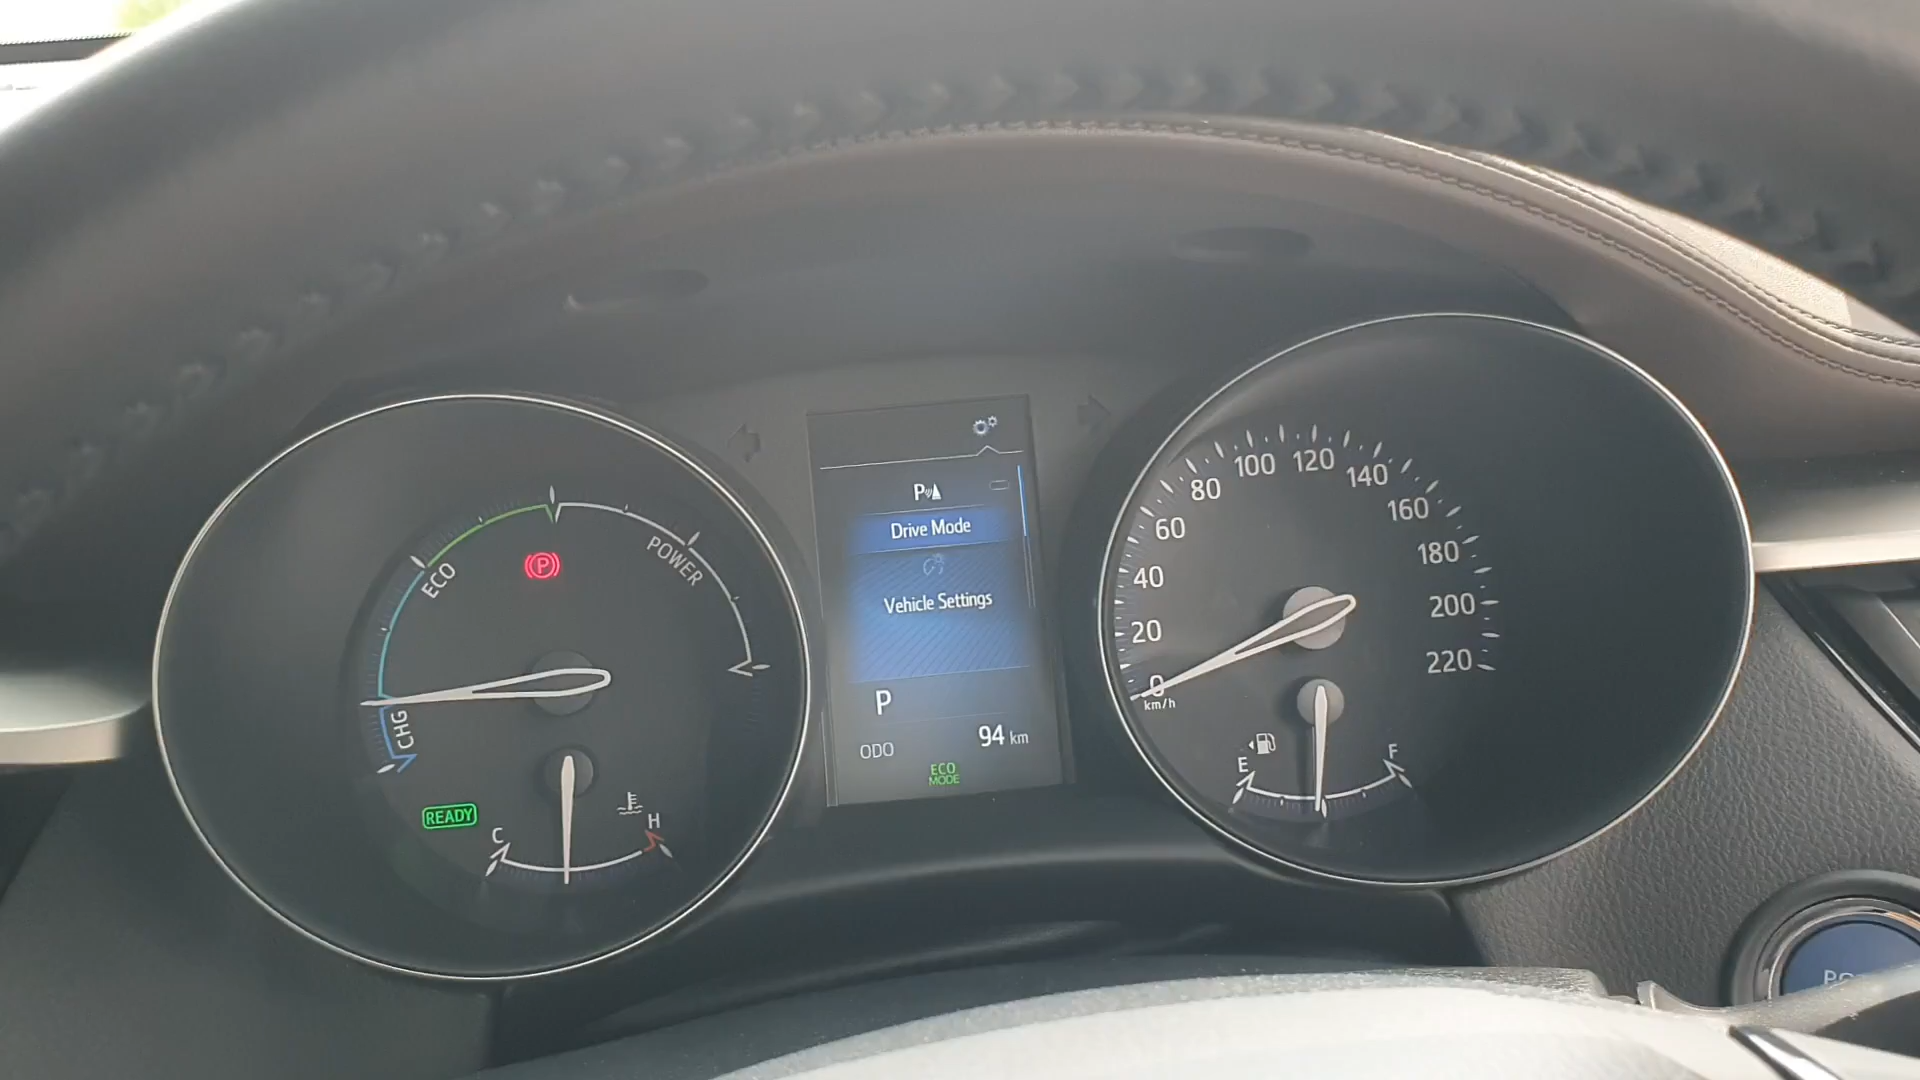 ECO
POWER
CHG
READY
C
H
P
P
Drive Mode
Vehicle Settings
P
ODO 94 km
ECO
MODE
0
20
40
60
80
100
120
140
160
180
200
220
km/h
E
F